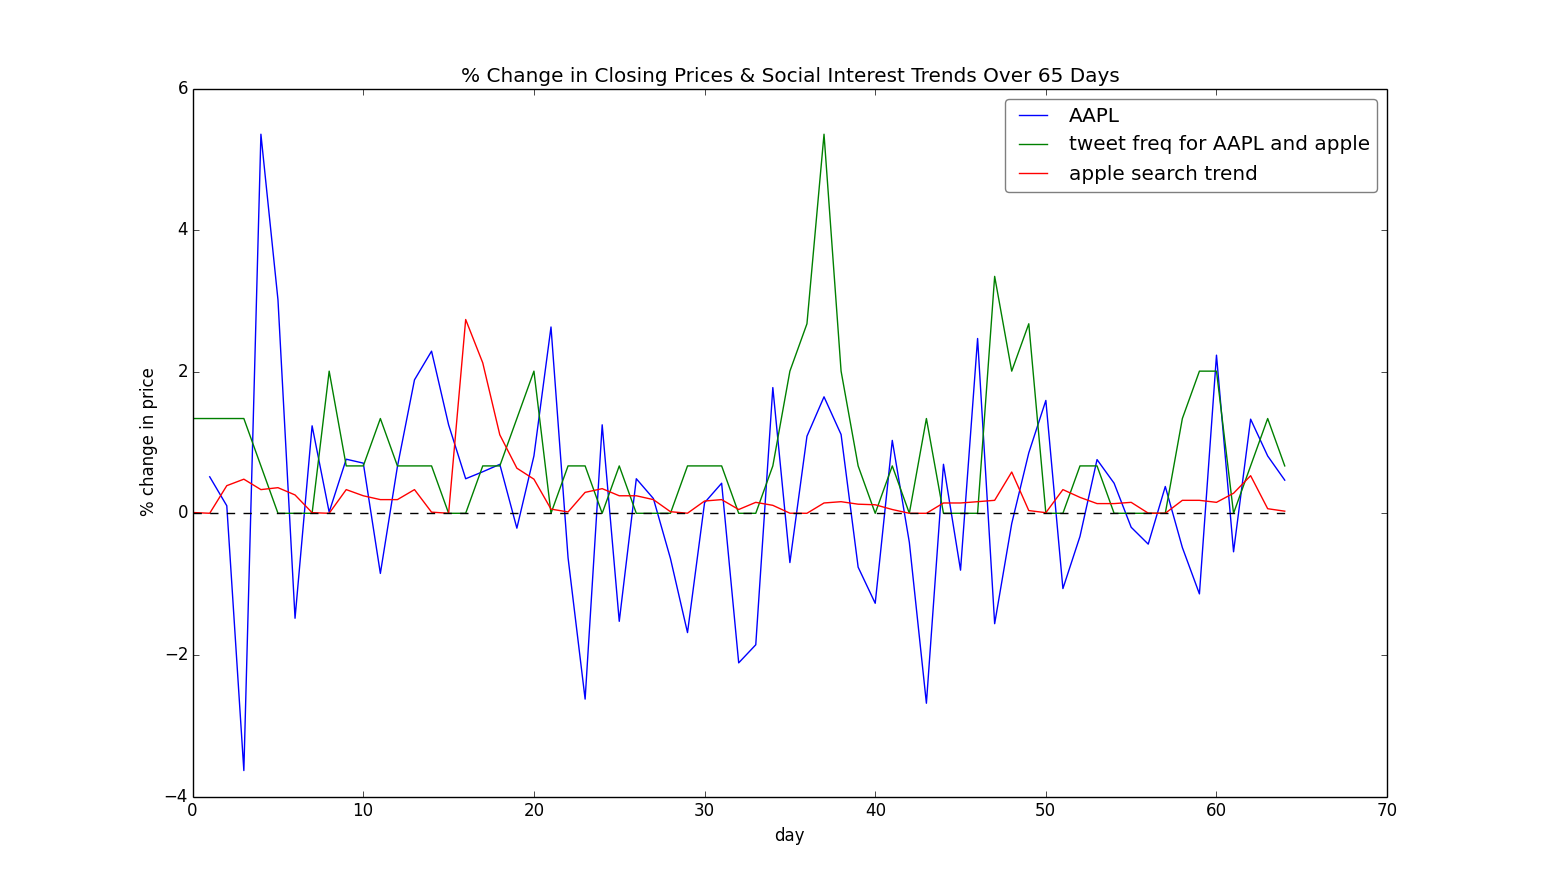 % Change in Closing Prices & Social Interest Trends Over 65 Days
AAPL
tweet freq for AAPL and apple
apple search trend
% change in price
6
4
2
0
−2
−4
0 10 20 30 40 50 60 70
day